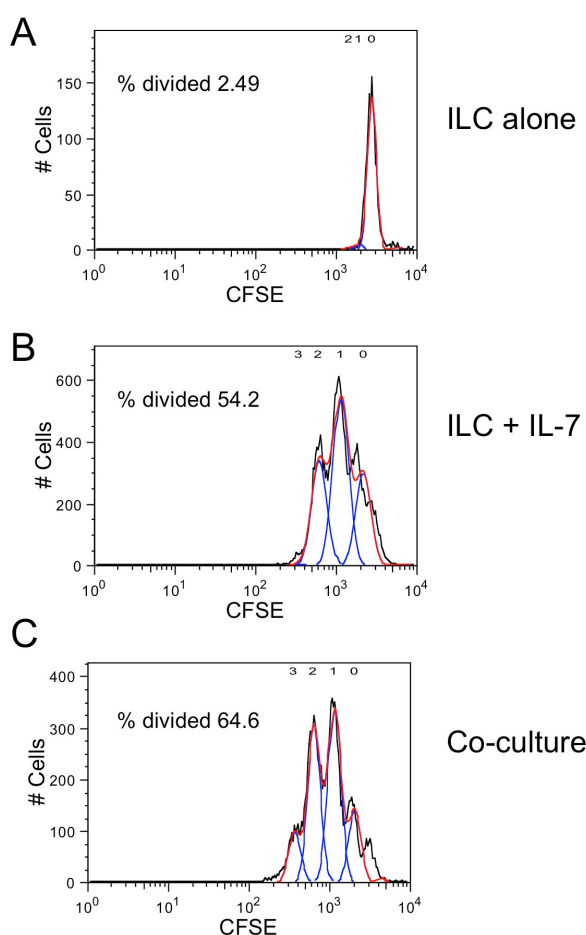 A
2 1 0
% divided 2.49
ILC alone
# Cells
150
100
50
0
10^0 10^1 10^2 10^3 10^4
CFSE
B
3 2 1 0
% divided 54.2
ILC + IL-7
# Cells
600
400
200
0
10^0 10^1 10^2 10^3 10^4
CFSE
C
3 2 1 0
% divided 64.6
Co-culture
# Cells
400
300
200
100
0
10^0 10^1 10^2 10^3 10^4
CFSE